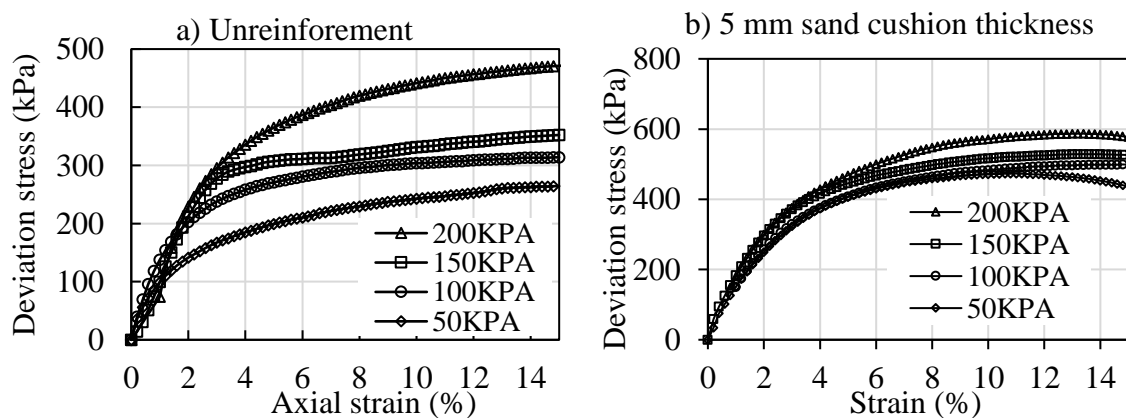 a) Unreinforement
Deviation stress (kPa)
500
400
300
200
100
0
200KPA
150KPA
100KPA
50KPA
0 2 4 6 8 10 12 14
Axial strain (%)
b) 5 mm sand cushion thickness
Deviation stress (kPa)
800
600
400
200
0
200KPA
150KPA
100KPA
50KPA
0 2 4 6 8 10 12 14
Strain (%)